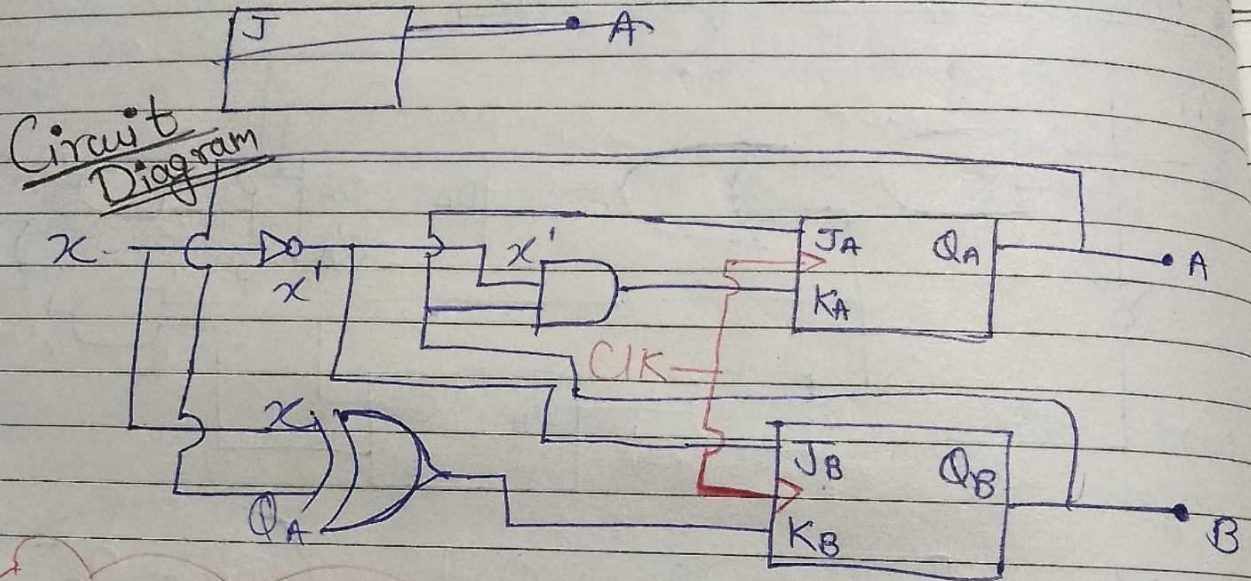 J A
Circuit
Diagram
x x' JA QA A
x' KA
Clk
x JB QB
QA KB B